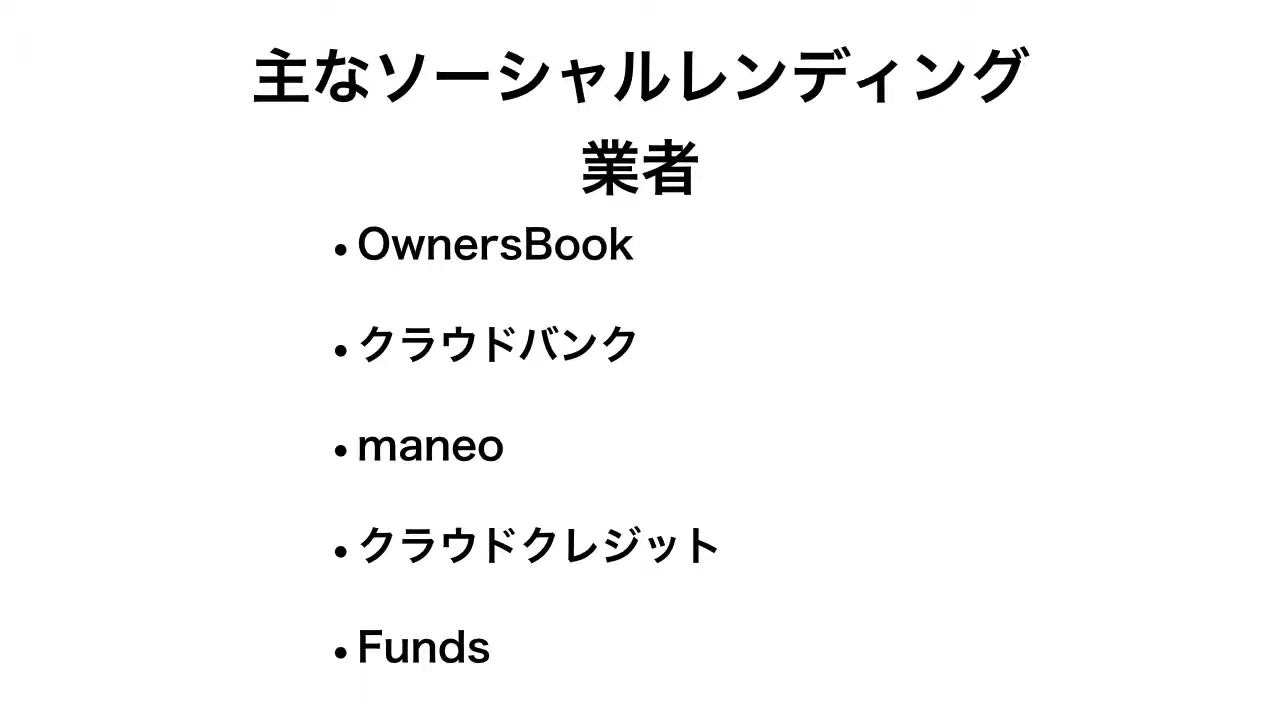 主なソーシャルレンディング
業者
•OwnersBook
•クラウドバンク
•maneo
•クラウドクレジット
•Funds